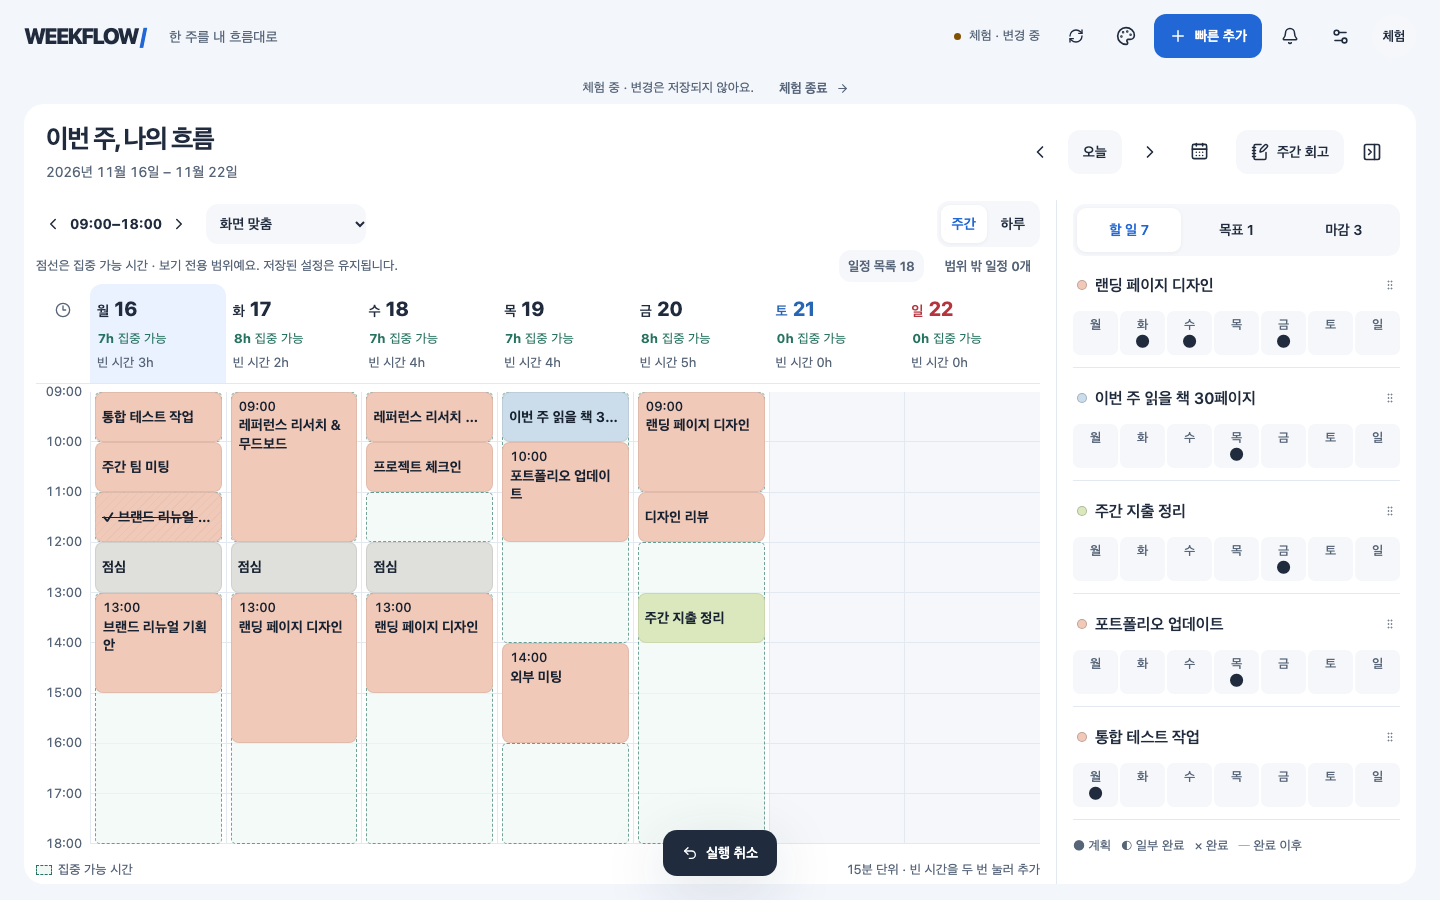 WEEKFLOW/
한 주를 내 흐름대로
체험 · 변경 중
빠른 추가
체험
체험 중 · 변경은 저장되지 않아요.
체험 종료 →
이번 주, 나의 흐름
2026년 11월 16일 – 11월 22일
오늘
주간 회고
09:00–18:00
화면 맞춤
주간
하루
점선은 집중 가능 시간 · 보기 전용 범위예요. 저장된 설정은 유지됩니다.
일정 목록 18
범위 밖 일정 0개
월 16
화 17
수 18
목 19
금 20
토 21
일 22
7h 집중 가능
8h 집중 가능
7h 집중 가능
7h 집중 가능
8h 집중 가능
0h 집중 가능
0h 집중 가능
빈 시간 3h
빈 시간 2h
빈 시간 4h
빈 시간 4h
빈 시간 5h
빈 시간 0h
빈 시간 0h
09:00
10:00
11:00
12:00
13:00
14:00
15:00
16:00
17:00
18:00
통합 테스트 작업
주간 팀 미팅
✓ 브랜드 리뉴얼 ...
점심
13:00
브랜드 리뉴얼 기획
안
09:00
레퍼런스 리서치 &
무드보드
점심
13:00
랜딩 페이지 디자인
레퍼런스 리서치 ...
프로젝트 체크인
점심
13:00
랜딩 페이지 디자인
이번 주 읽을 책 3...
10:00
포트폴리오 업데이
트
14:00
외부 미팅
09:00
랜딩 페이지 디자인
디자인 리뷰
주간 지출 정리
집중 가능 시간
실행 취소
15분 단위 · 빈 시간을 두 번 눌러 추가
할 일 7
목표 1
마감 3
랜딩 페이지 디자인
월 화 수 목 금 토 일
이번 주 읽을 책 30페이지
월 화 수 목 금 토 일
주간 지출 정리
월 화 수 목 금 토 일
포트폴리오 업데이트
월 화 수 목 금 토 일
통합 테스트 작업
월 화 수 목 금 토 일
계획
일부 완료
× 완료
— 완료 이후